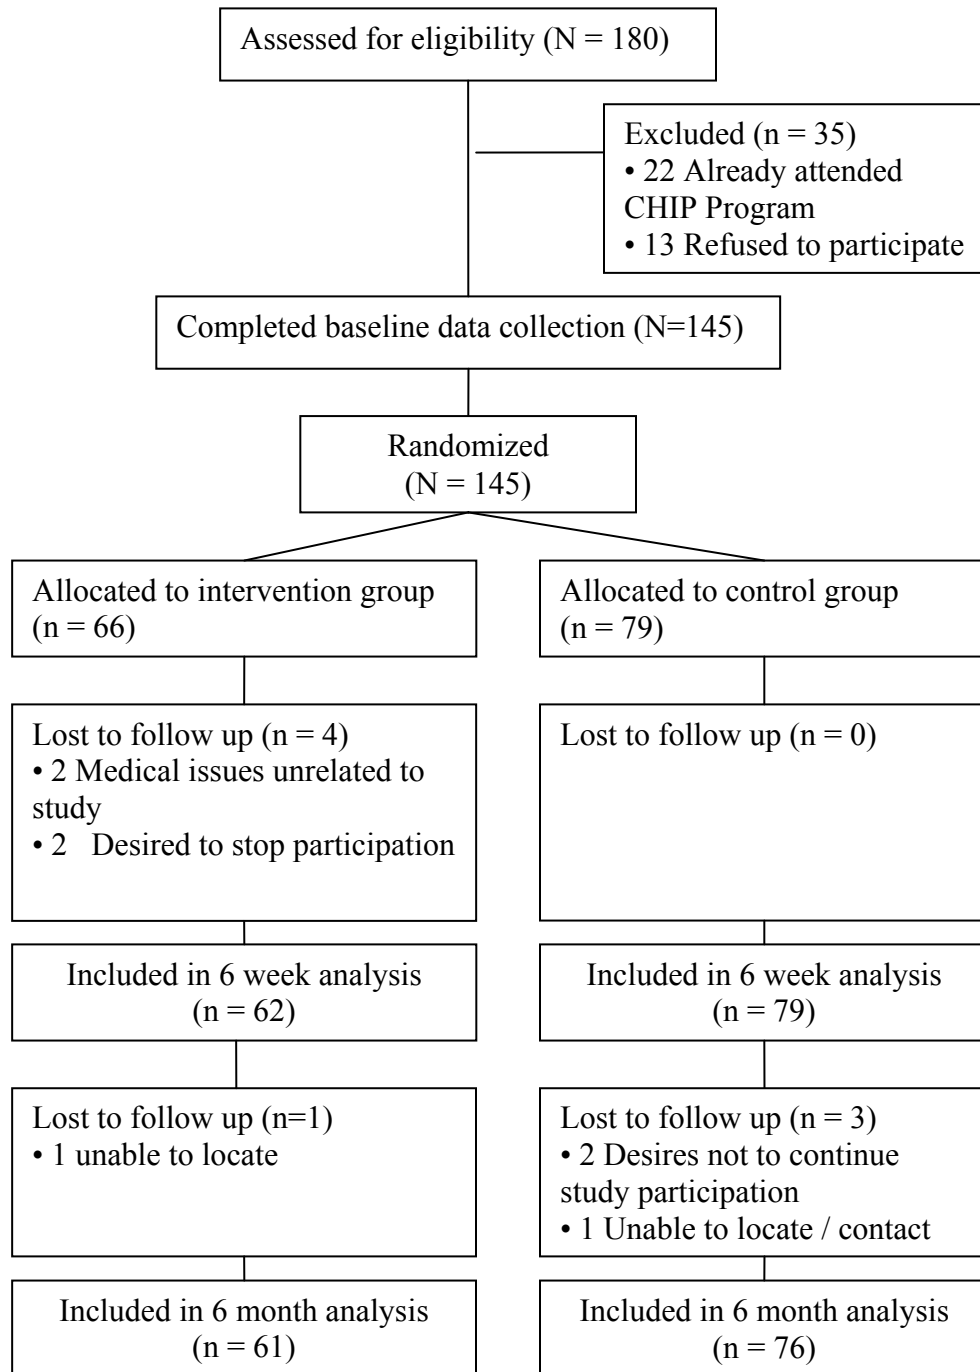 Assessed for eligibility (N = 180)
Excluded (n = 35)
• 22 Already attended
CHIP Program
• 13 Refused to participate
Completed baseline data collection (N=145)
Randomized
(N = 145)
Allocated to intervention group
(n = 66)
Allocated to control group
(n = 79)
Lost to follow up (n = 4)
• 2 Medical issues unrelated to
study
• 2   Desired to stop participation
Lost to follow up (n = 0)
Included in 6 week analysis
(n = 62)
Included in 6 week analysis
(n = 79)
Lost to follow up (n=1)
• 1 unable to locate
Lost to follow up (n = 3)
• 2 Desires not to continue
study participation
• 1 Unable to locate / contact
Included in 6 month analysis
(n = 61)
Included in 6 month analysis
(n = 76)